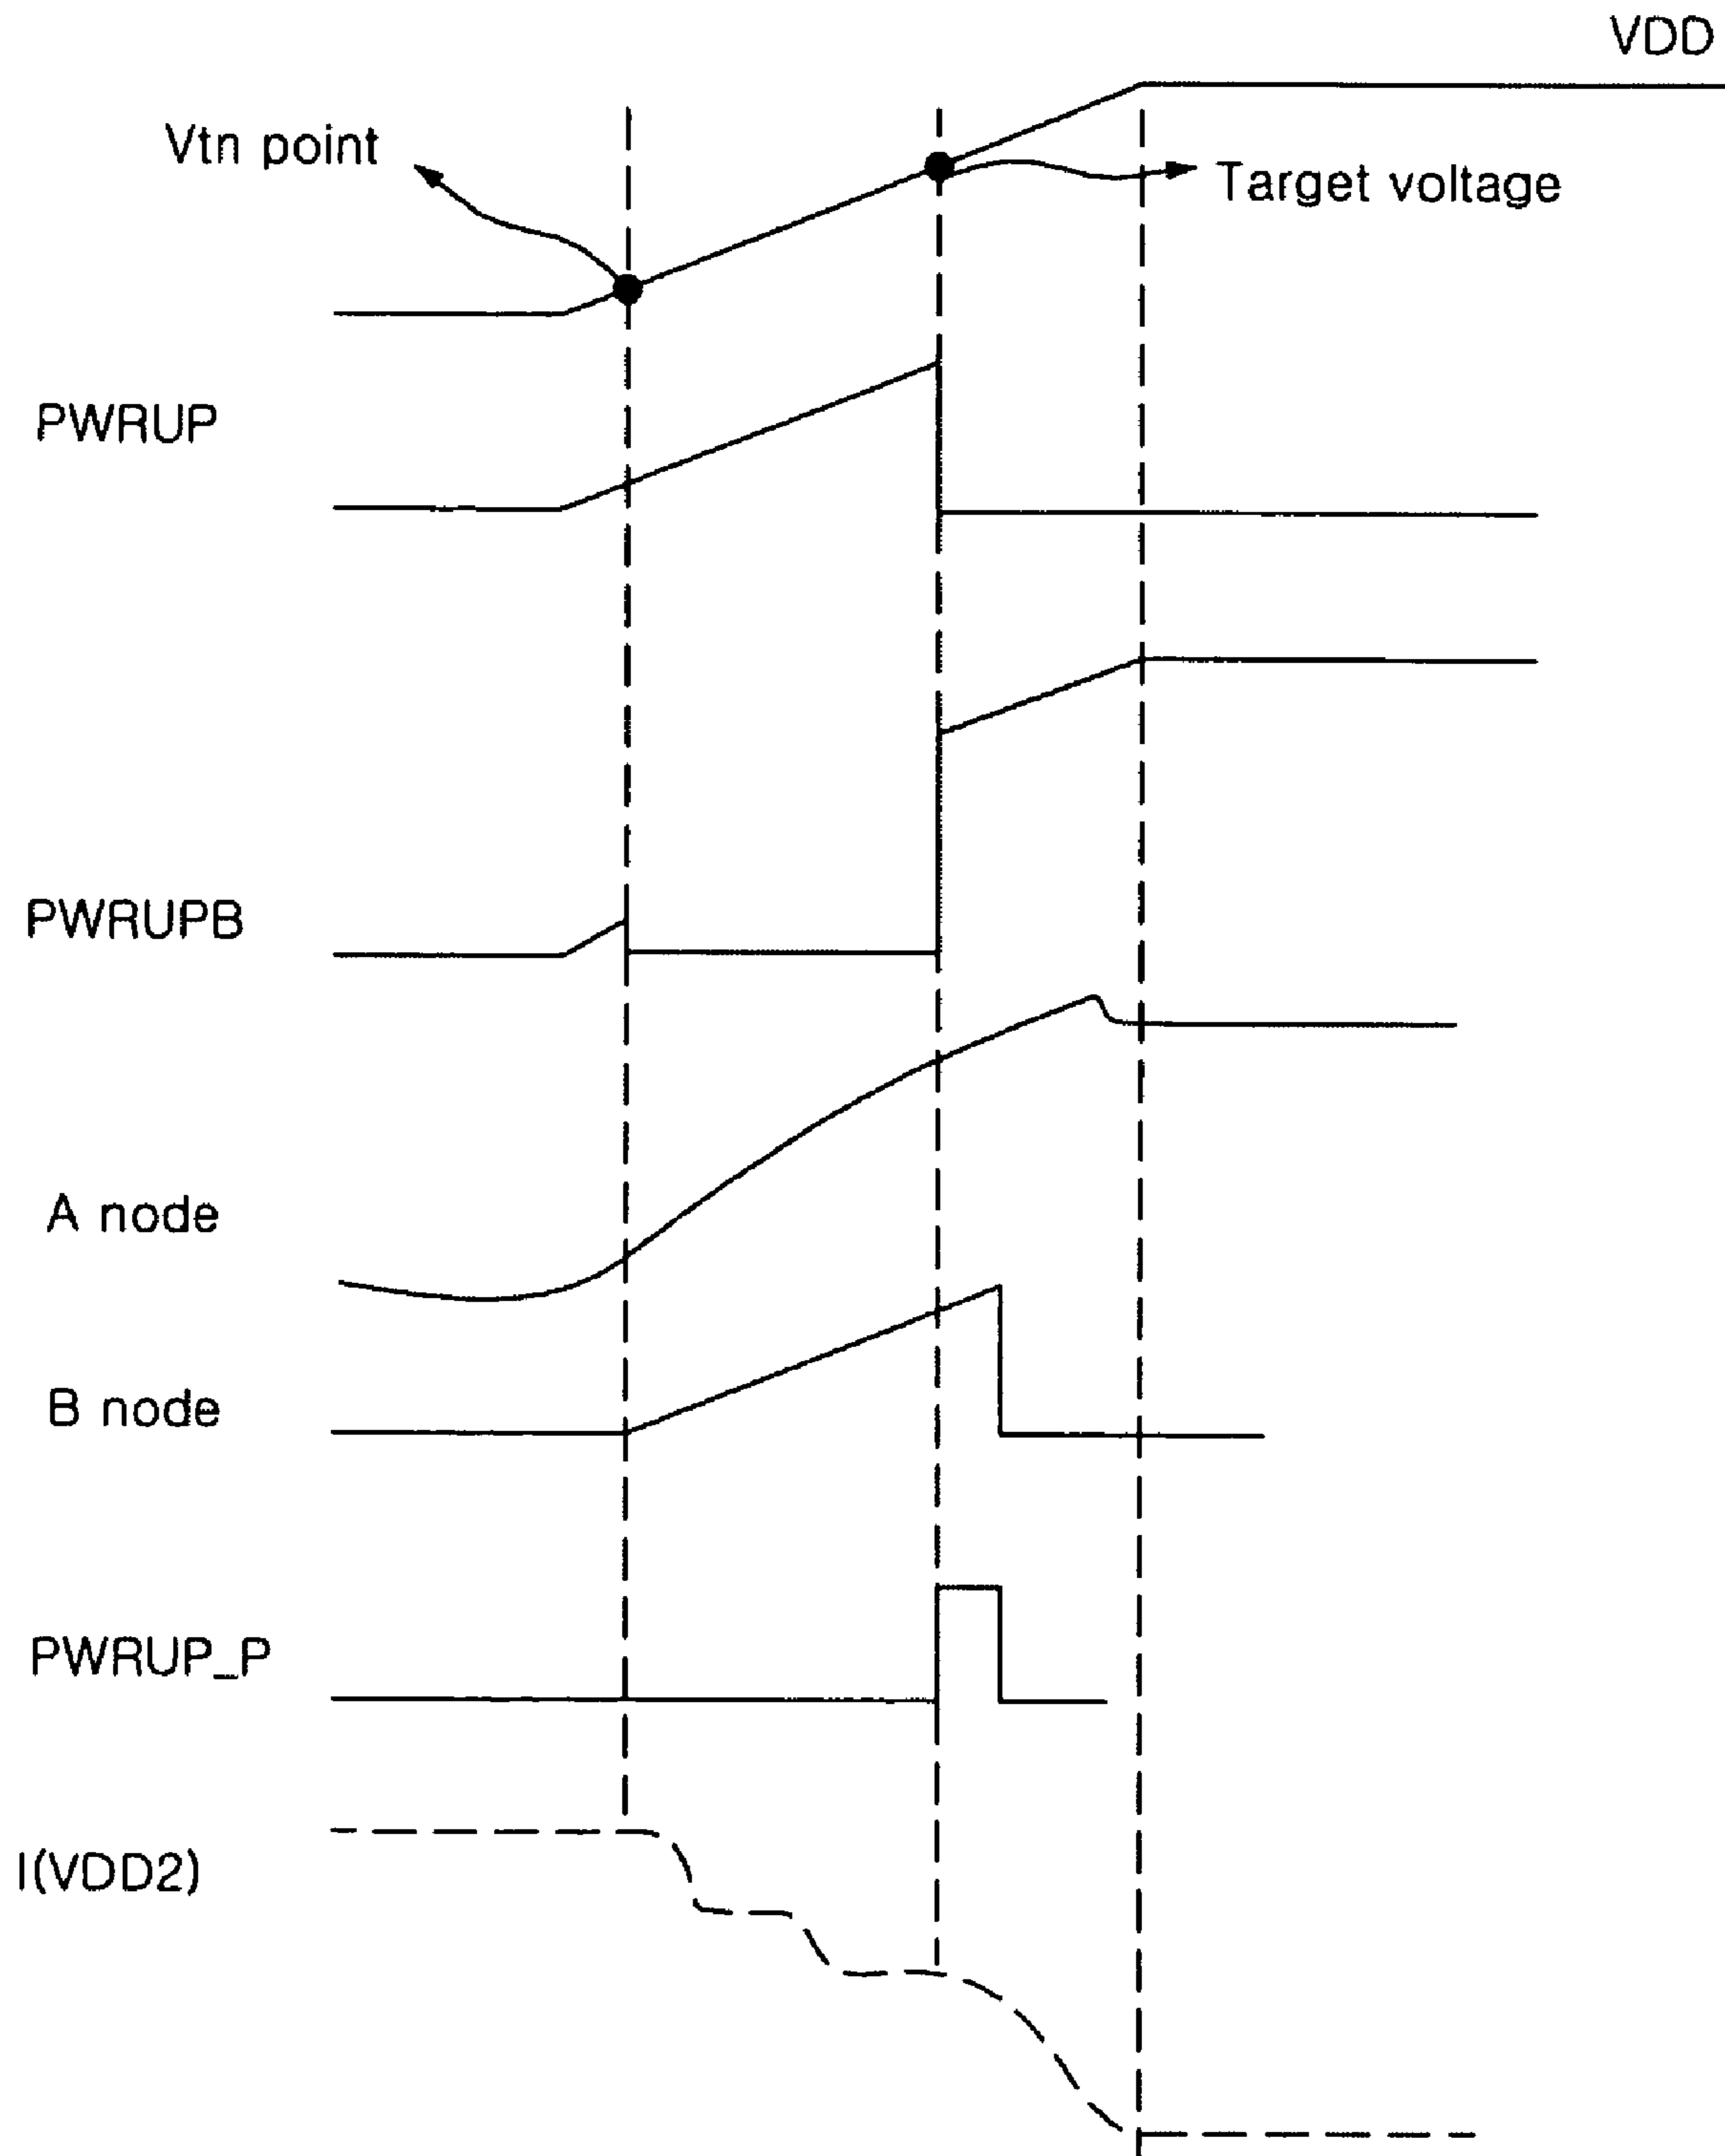 VDD
Vtn point
Target voltage
PWRUP
PWRUPB
A node
B node
PWRUP_P
I(VDD2)